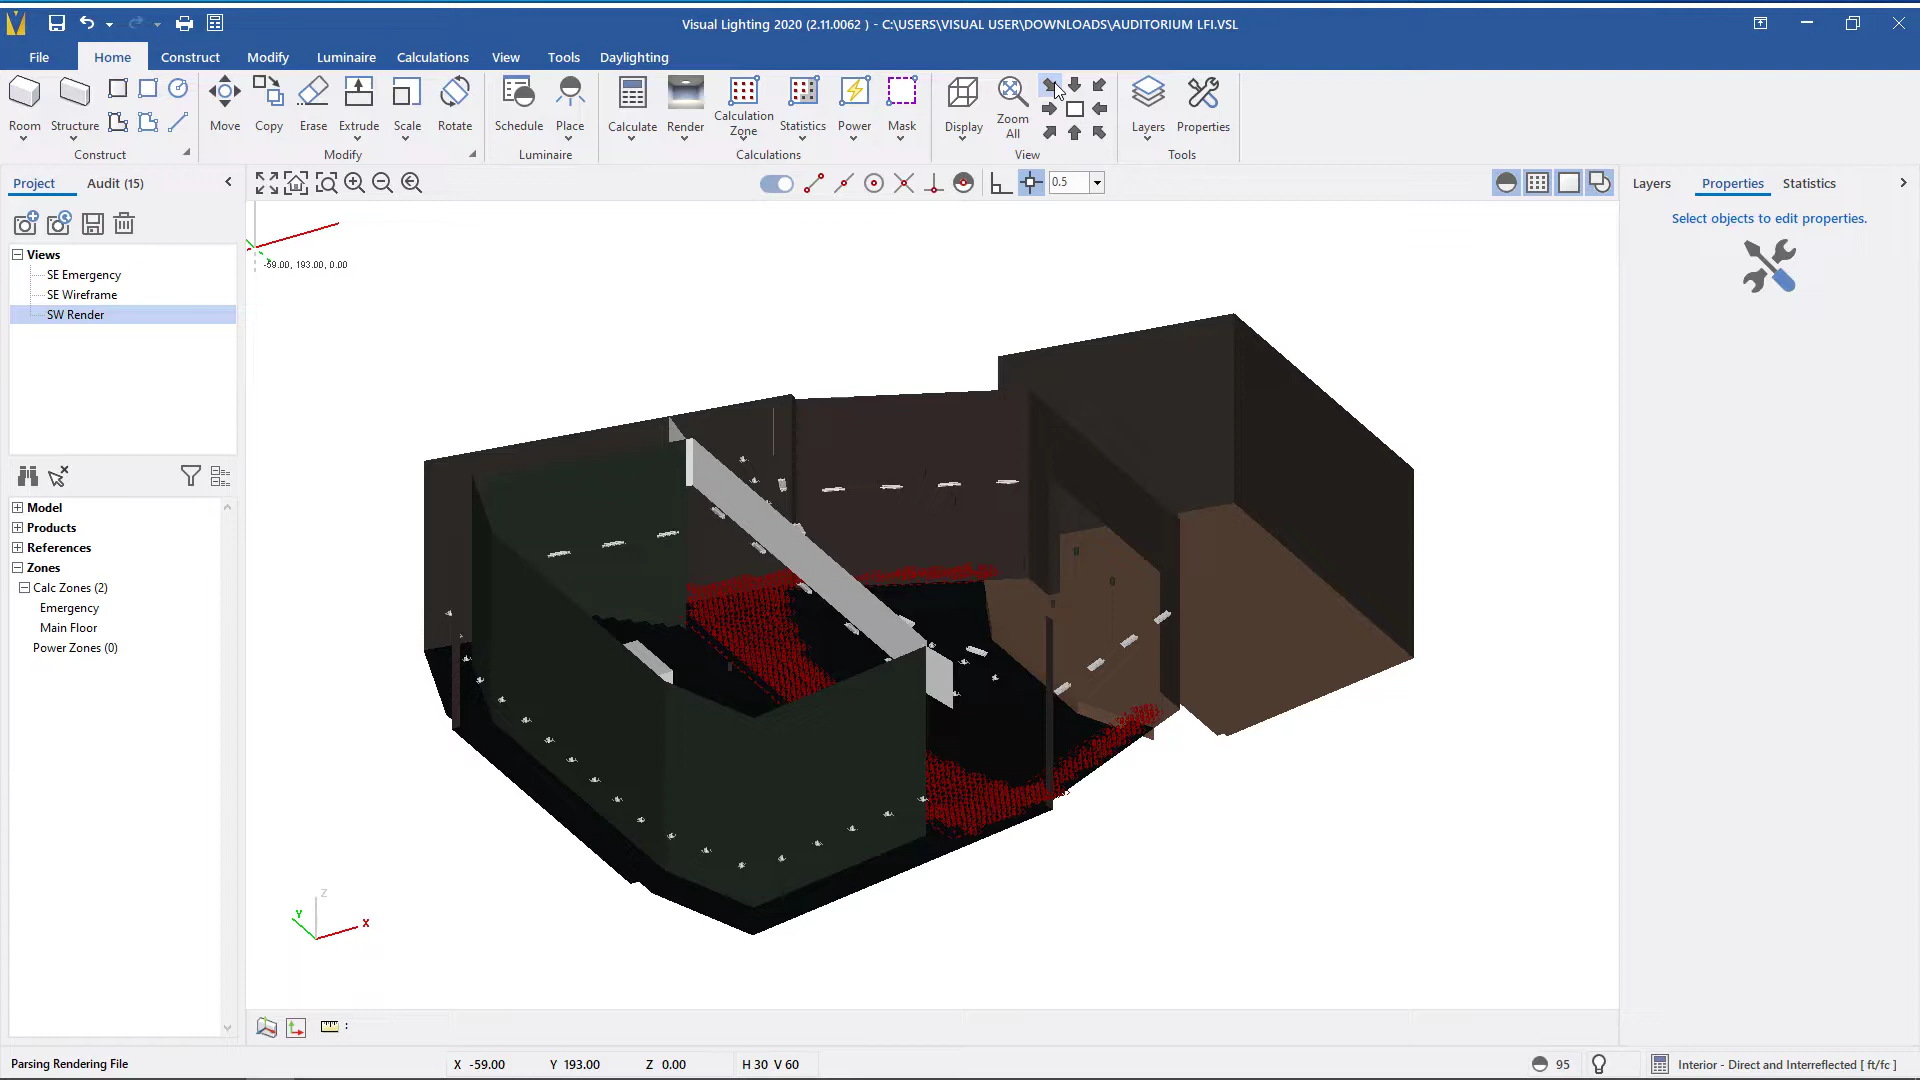 Visual Lighting 2020 (2.11.0062 ) - C:\USERS\VISUAL USER\DOWNLOADS\AUDITORIUM LFI.VSL
File Home Construct Modify Luminaire Calculations View Tools Daylighting
Room Structure Move Copy Erase Extrude Scale Rotate Schedule Place Calculate Render Calculation Zone Statistics Power Mask Display Zoom All Layers Properties
Construct Modify Luminaire Calculations View Tools
Project Audit (15) 0.5 Layers Properties Statistics
Select objects to edit properties.
Views
SE Emergency
SE Wireframe
SW Render
-59.00, 193.00, 0.00
Model
Products
References
Zones
Calc Zones (2)
Emergency
Main Floor
Power Zones (0)
Z
Y
X
:
Parsing Rendering File X -59.00 Y 193.00 Z 0.00 H 30 V 60 95 Interior - Direct and Interreflected [ ft/fc ]